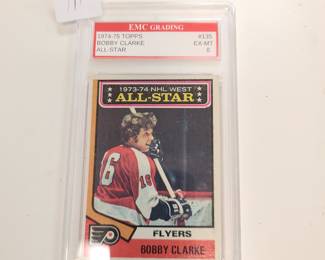 EMC GRADING
1974-75 TOPPS #135
BOBBY CLARKE EX-MT
ALL-STAR 6
1973-74 NHL WEST
ALL-STAR
16
FLYERS
BOBBY CLARKE